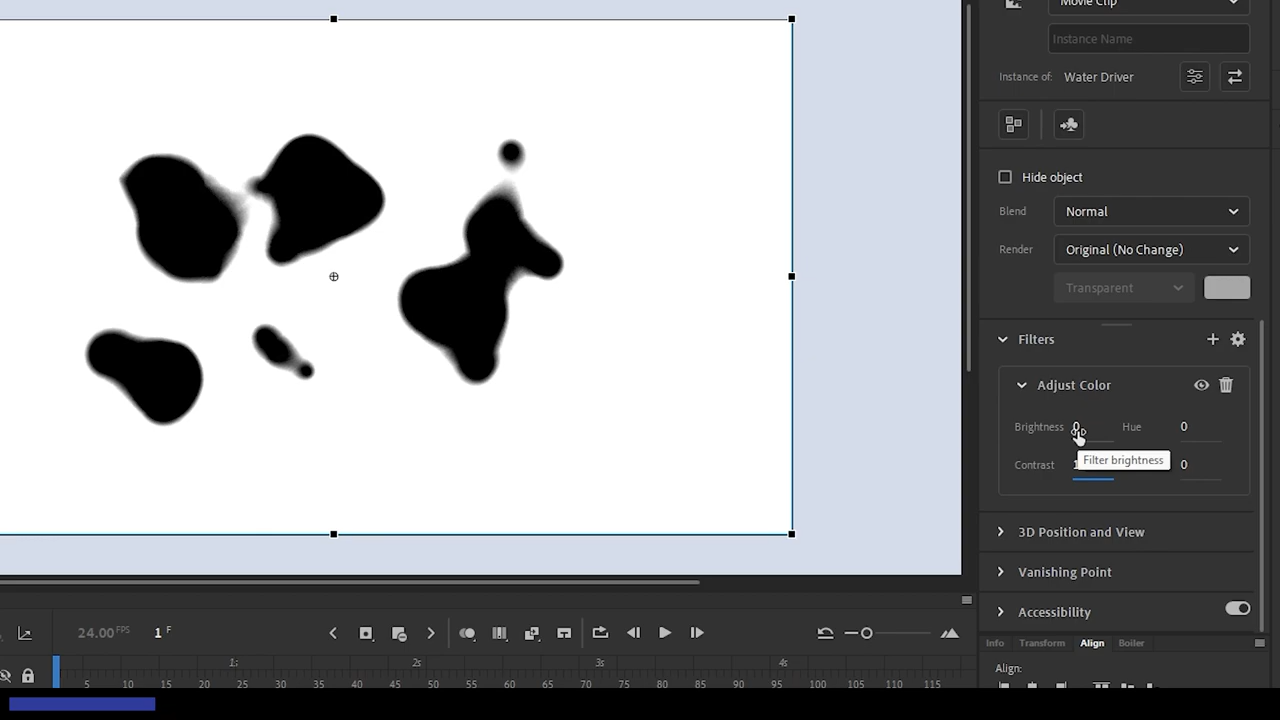 Movie Clip
Instance Name
Instance of: Water Driver
Hide object
Blend Normal
Render Original (No Change)
Transparent
Filters
Adjust Color
Brightness 0 Hue 0
Filter brightness
Contrast 0
3D Position and View
Vanishing Point
Accessibility
24.00 FPS 1 F
1s 2s 3s 4s
5 10 15 20 25 30 35 40 45 50 55 60 65 70 75 80 85 90 95 100 105 110 115
Info Transform Align Boiler
Align: